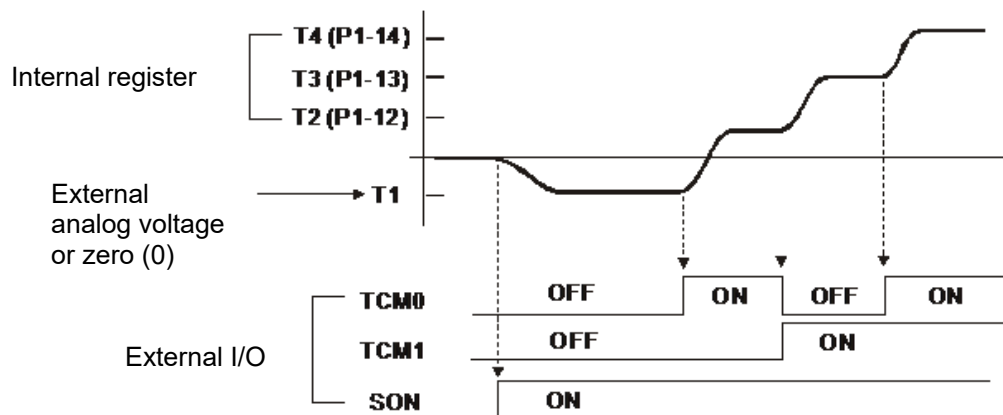 T4 (P1-14)
Internal register
T3 (P1-13)
T2 (P1-12)
External
analog voltage
or zero (0)
T1
TCM0
OFF
ON
OFF
ON
External I/O
TCM1
OFF
ON
SON
ON